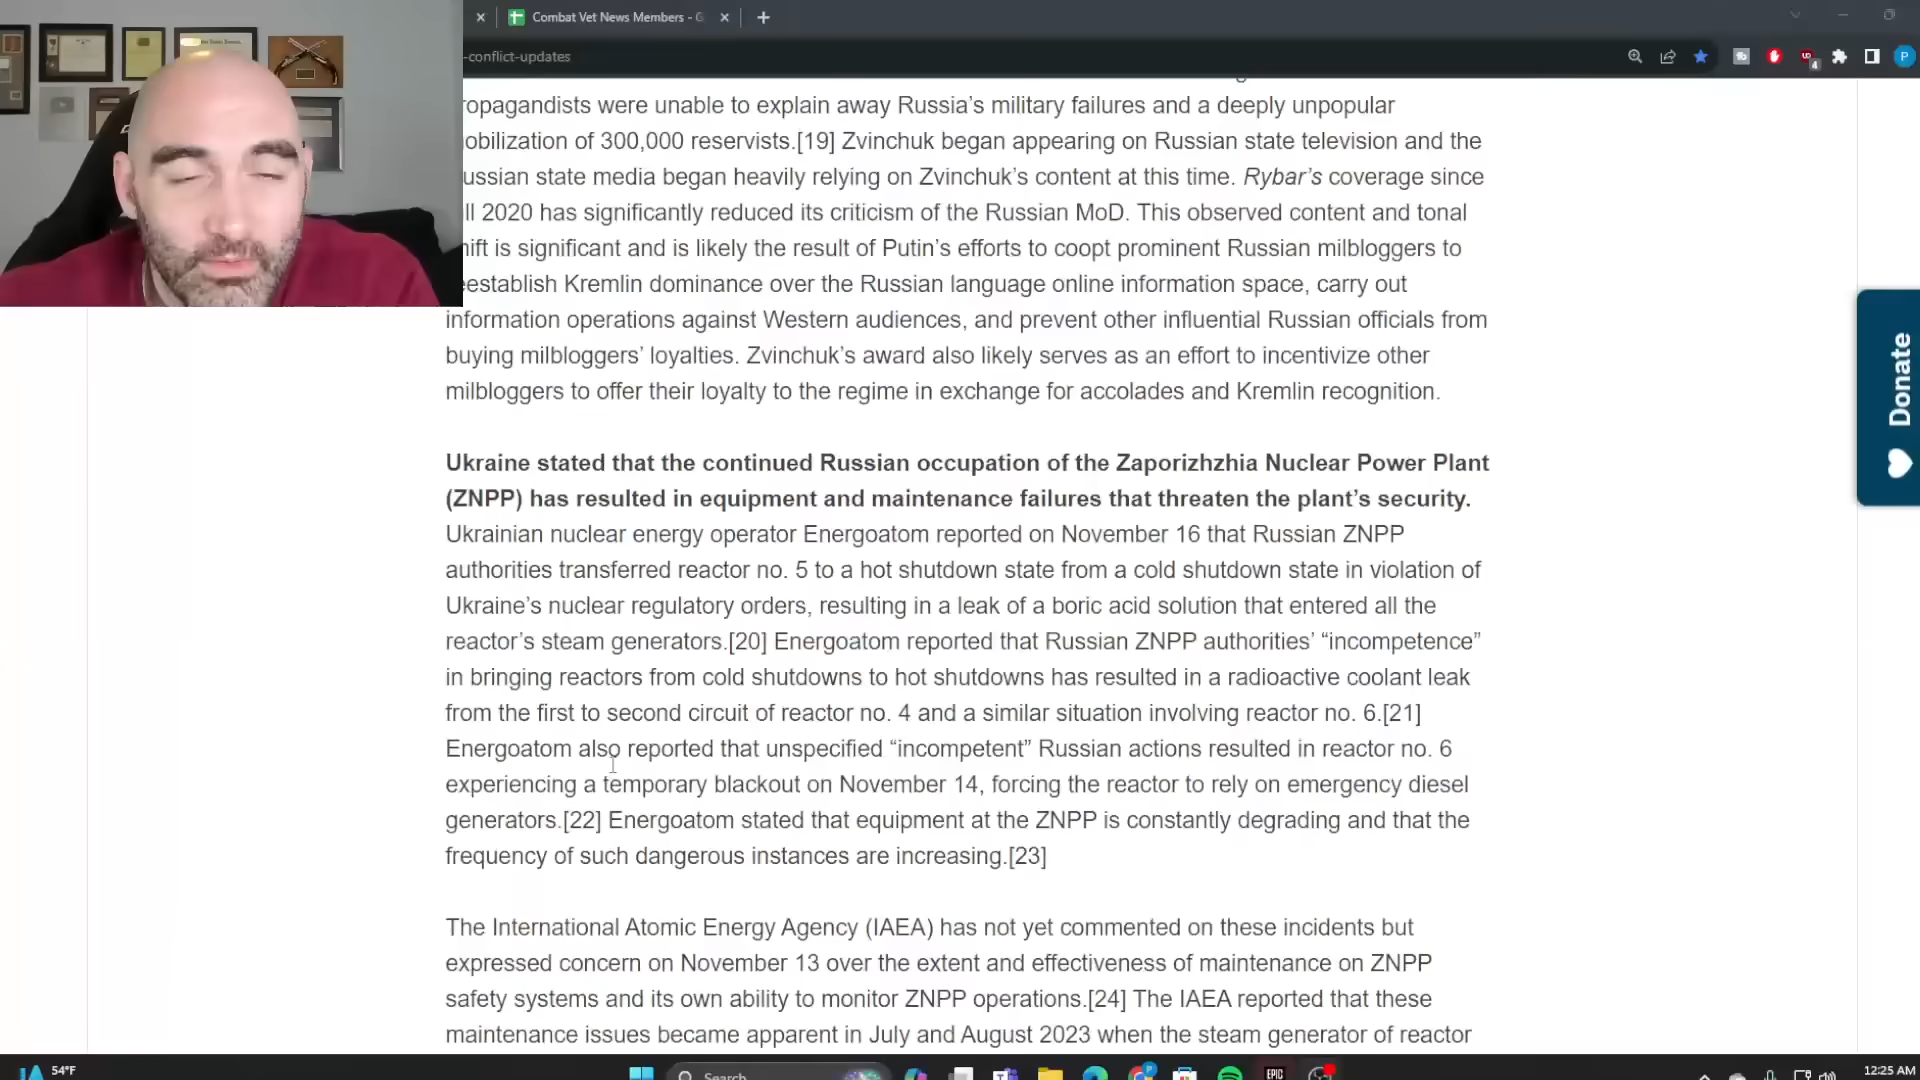 Combat Vet News Members - G
-conflict-updates
ropagandists were unable to explain away Russia’s military failures and a deeply unpopular
obilization of 300,000 reservists.[19] Zvinchuk began appearing on Russian state television and the
ussian state media began heavily relying on Zvinchuk’s content at this time. Rybar’s coverage since
ll 2020 has significantly reduced its criticism of the Russian MoD. This observed content and tonal
hift is significant and is likely the result of Putin’s efforts to coopt prominent Russian milbloggers to
eestablish Kremlin dominance over the Russian language online information space, carry out
information operations against Western audiences, and prevent other influential Russian officials from
buying milbloggers’ loyalties. Zvinchuk’s award also likely serves as an effort to incentivize other
milbloggers to offer their loyalty to the regime in exchange for accolades and Kremlin recognition.
Donate
Ukraine stated that the continued Russian occupation of the Zaporizhzhia Nuclear Power Plant
(ZNPP) has resulted in equipment and maintenance failures that threaten the plant’s security.
Ukrainian nuclear energy operator Energoatom reported on November 16 that Russian ZNPP
authorities transferred reactor no. 5 to a hot shutdown state from a cold shutdown state in violation of
Ukraine’s nuclear regulatory orders, resulting in a leak of a boric acid solution that entered all the
reactor’s steam generators.[20] Energoatom reported that Russian ZNPP authorities’ “incompetence”
in bringing reactors from cold shutdowns to hot shutdowns has resulted in a radioactive coolant leak
from the first to second circuit of reactor no. 4 and a similar situation involving reactor no. 6.[21]
Energoatom also reported that unspecified “incompetent” Russian actions resulted in reactor no. 6
experiencing a temporary blackout on November 14, forcing the reactor to rely on emergency diesel
generators.[22] Energoatom stated that equipment at the ZNPP is constantly degrading and that the
frequency of such dangerous instances are increasing.[23]
The International Atomic Energy Agency (IAEA) has not yet commented on these incidents but
expressed concern on November 13 over the extent and effectiveness of maintenance on ZNPP
safety systems and its own ability to monitor ZNPP operations.[24] The IAEA reported that these
maintenance issues became apparent in July and August 2023 when the steam generator of reactor
54°F
Search
EPIC
12:25 AM